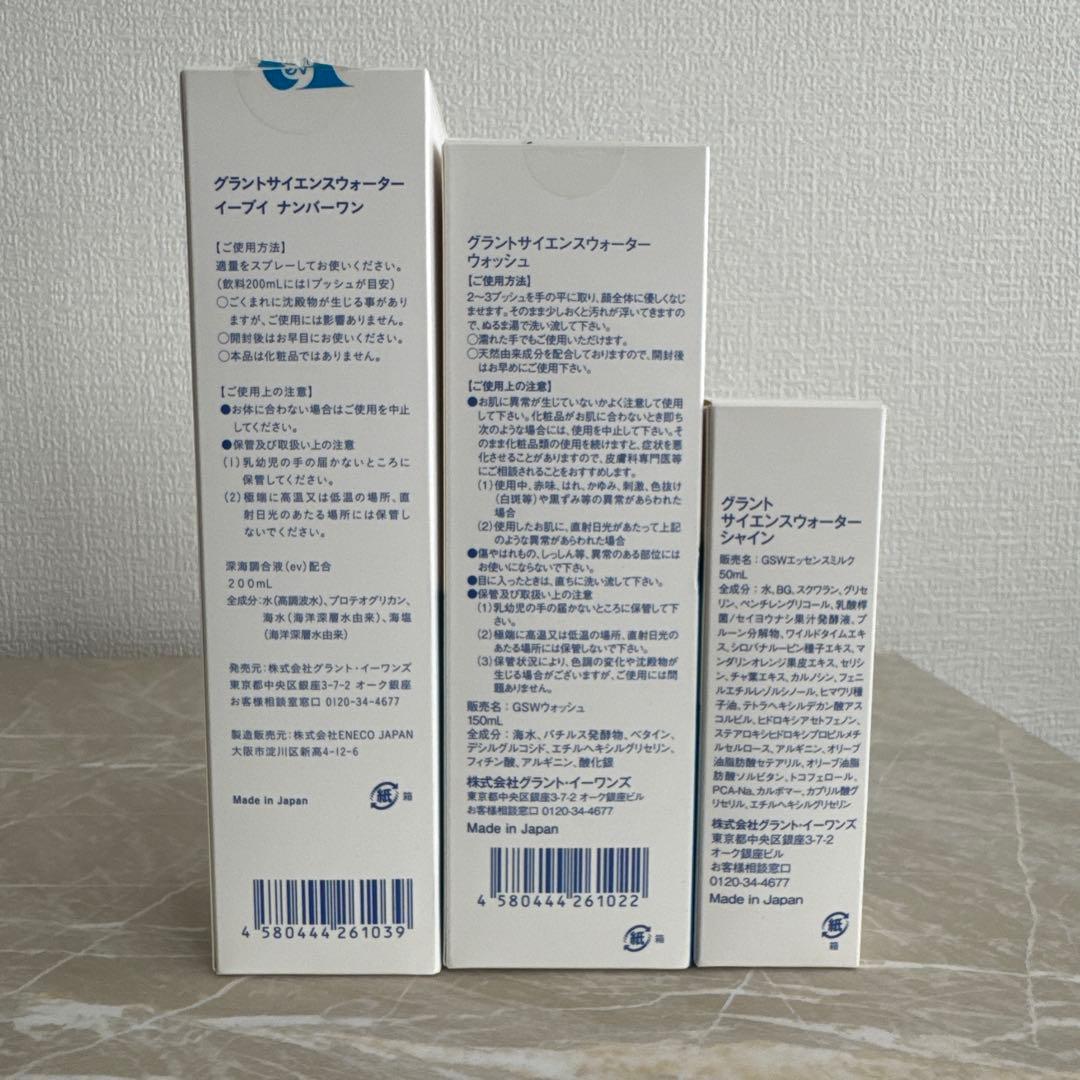 ev
グラントサイエンスウォーター
イーブイ ナンバーワン
【ご使用方法】
適量をスプレーしてお使いください。
(飲料200mLには1プッシュが目安)
○ごくまれに沈殿物が生じる事があり
ますが、ご使用には影響ありません。
○開封後はお早目にお使いください。
○本品は化粧品ではありません。
【ご使用上の注意】
●お体に合わない場合はご使用を中止
してください。
●保管及び取扱い上の注意
(1)乳幼児の手の届かないところに
保管してください。
(2)極端に高温又は低温の場所、直
射日光のあたる場所には保管し
ないでください。
深海調合液(ev)配合
200mL
全成分:水(高調波水)、プロテオグリカン、
海水(海洋深層水由来)、海塩
(海洋深層水由来)
発売元:株式会社グラント・イーワンズ
東京都中央区銀座3-7-2 オーク銀座
お客様相談室窓口 0120-34-4677
製造販売元:株式会社ENECO JAPAN
大阪市淀川区新高4-12-6
Made in Japan
紙 箱
4 580444 261039
グラントサイエンスウォーター
ウォッシュ
【ご使用方法】
2〜3プッシュを手の平に取り、顔全体に優しくなじ
ませます。そのまま少しおくと汚れが浮いてきますの
で、ぬるま湯で洗い流して下さい。
○濡れた手でもご使用いただけます。
○天然由来成分を配合しておりますので、開封後
はお早めにご使用下さい。
【ご使用上の注意】
●お肌に異常が生じていないかよく注意して使用
して下さい。化粧品がお肌に合わないとき即ち
次のような場合には、使用を中止して下さい。そ
のまま化粧品類の使用を続けますと、症状を悪
化させることがありますので、皮膚科専門医等
にご相談されることをおすすめします。
(1)使用中、赤味、はれ、かゆみ、刺激、色抜け
(白斑等)や黒ずみ等の異常があらわれた
場合
(2)使用したお肌に、直射日光があたって上記
のような異常があらわれた場合
●傷やはれもの、しっしん等、異常のある部位には
お使いにならないで下さい。
●目に入ったときは、直ちに洗い流して下さい。
●保管及び取扱い上の注意
(1)乳幼児の手の届かないところに保管して下
さい。
(2)極端に高温又は低温の場所、直射日光の
あたる場所には保管しないで下さい。
(3)保管状況により、色調の変化や沈殿物が
生じる場合がございますが、ご使用には問
題ありません。
販売名:GSWウォッシュ
150mL
全成分:海水、バチルス発酵物、ベタイン、
デシルグルコシド、エチルヘキシルグリセリン、
フィチン酸、アルギニン、酸化銀
株式会社グラント・イーワンズ
東京都中央区銀座3-7-2 オーク銀座ビル
お客様相談窓口 0120-34-4677
Made in Japan
4 580444 261022
紙 箱
グラント
サイエンスウォーター
シャイン
販売名:GSWエッセンスミルク
50mL
全成分:水、BG、スクワラン、グリセ
リン、ペンチレングリコール、乳酸桿
菌/セイヨウナシ果汁発酵液、プ
ルーン分解物、ワイルドタイムエキ
ス、シロバナルーピン種子エキス、マ
ンダリンオレンジ果皮エキス、セリシ
ン、チャ葉エキス、カルノシン、フェニ
ルエチルレゾルシノール、ヒマワリ種
子油、テトラヘキシルデカン酸アス
コルビル、ヒドロキシアセトフェノン、
ステアロキシヒドロキシプロピルメチ
ルセルロース、アルギニン、オリーブ
油脂肪酸セテアリル、オリーブ油脂
肪酸ソルビタン、トコフェロール、
PCA-Na、カルボマー、カプリル酸グ
リセリル、エチルヘキシルグリセリン
株式会社グラント・イーワンズ
東京都中央区銀座3-7-2
オーク銀座ビル
お客様相談窓口
0120-34-4677
Made in Japan
紙
箱